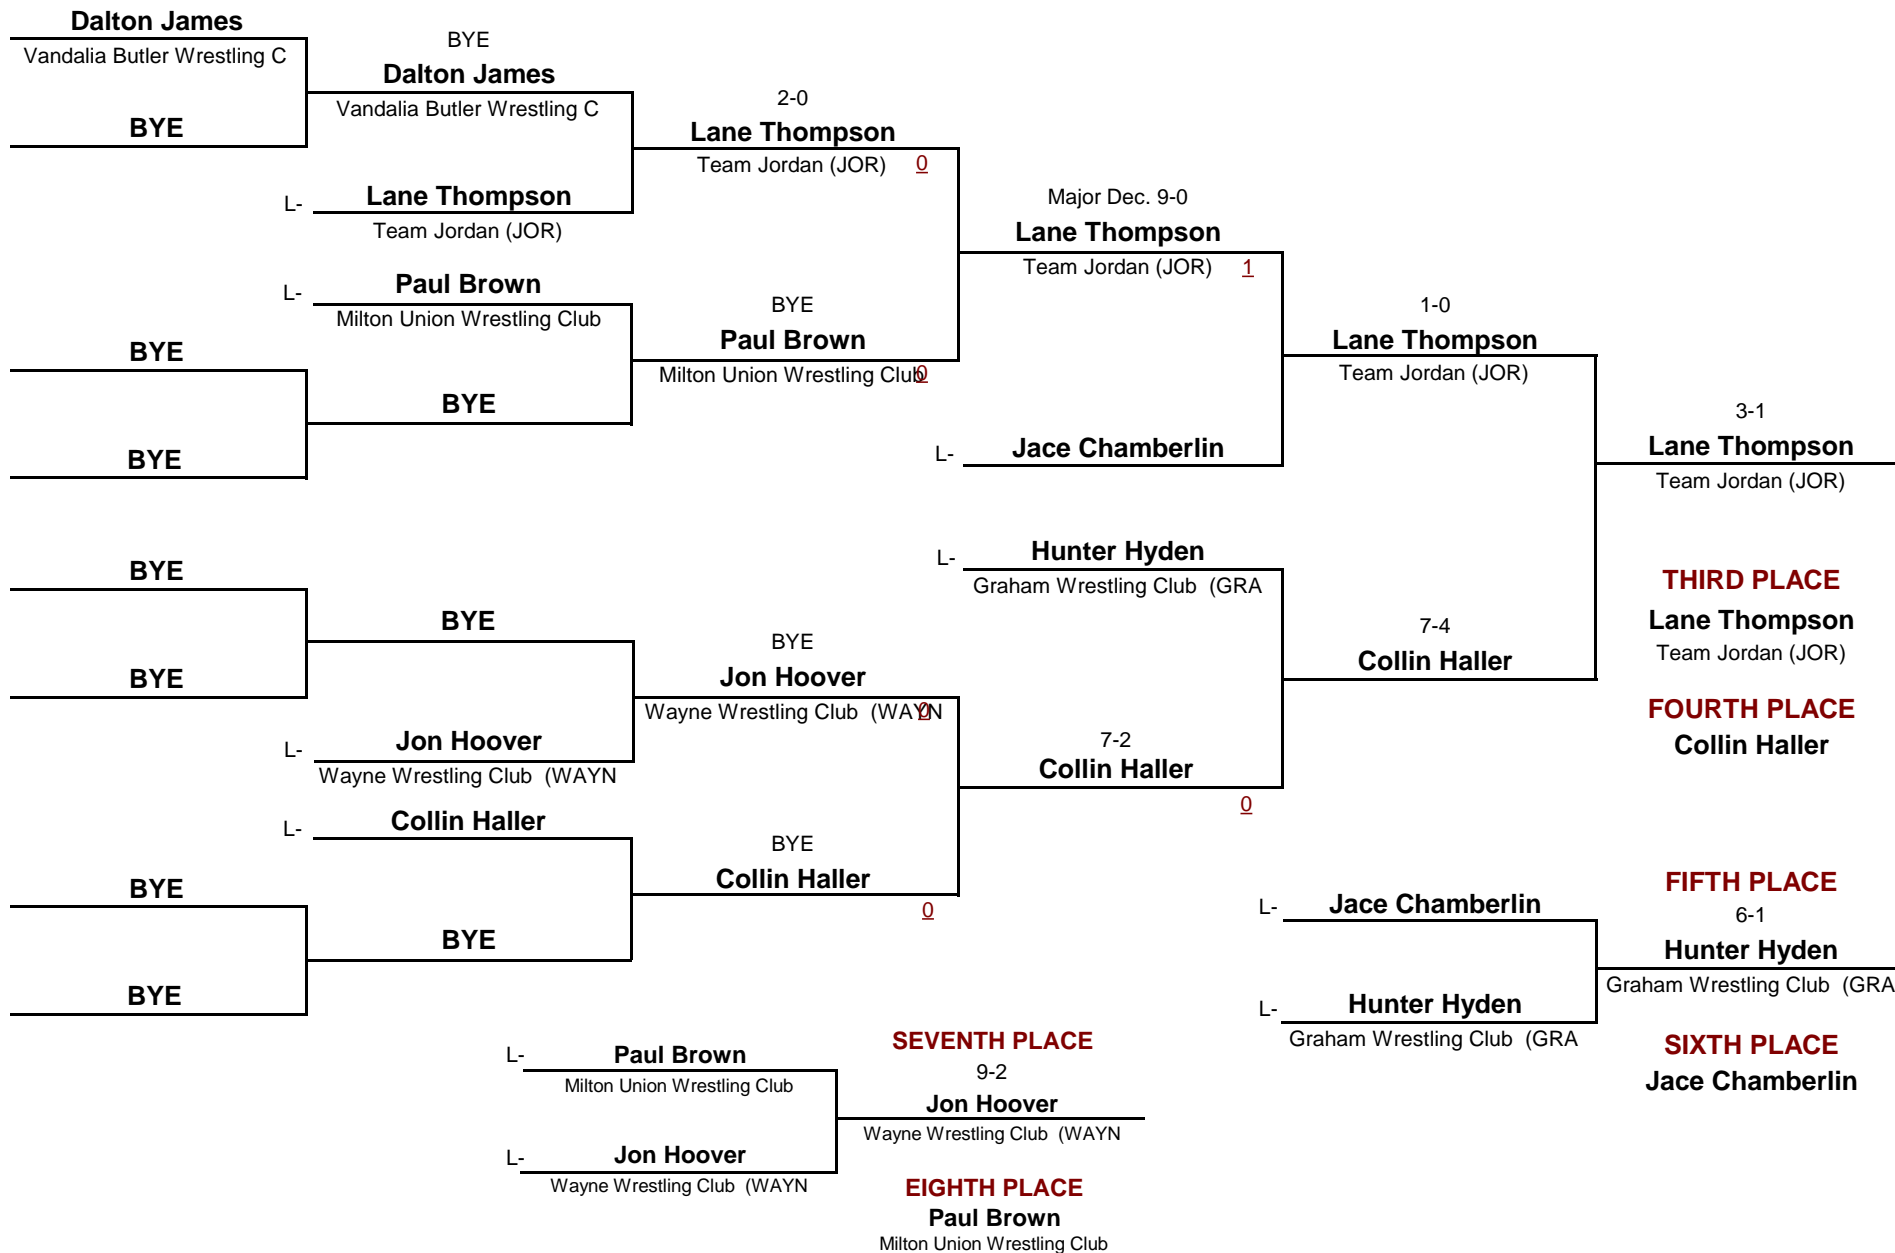 Dalton James
Vandalia Butler Wrestling C
BYE
BYE
Dalton James
Vandalia Butler Wrestling C
L-
Lane Thompson
Team Jordan (JOR)
2-0
Lane Thompson
Team Jordan (JOR) 0
L-
Paul Brown
Milton Union Wrestling Club
BYE
BYE
BYE
BYE
Paul Brown
Milton Union Wrestling Club 0
Major Dec. 9-0
Lane Thompson
Team Jordan (JOR) 1
L-
Jace Chamberlin
1-0
Lane Thompson
Team Jordan (JOR)
3-1
Lane Thompson
Team Jordan (JOR)
BYE
BYE
BYE
L-
Jon Hoover
Wayne Wrestling Club (WAYN
BYE
Jon Hoover
Wayne Wrestling Club (WAYN 0
L-
Hunter Hyden
Graham Wrestling Club (GRA
7-4
Collin Haller
THIRD PLACE
Lane Thompson
Team Jordan (JOR)
FOURTH PLACE
Collin Haller
L-
Collin Haller
BYE
BYE
BYE
BYE
Collin Haller
0
7-2
Collin Haller
0
L-
Jace Chamberlin
L-
Hunter Hyden
Graham Wrestling Club (GRA
FIFTH PLACE
6-1
Hunter Hyden
Graham Wrestling Club (GRA
SIXTH PLACE
Jace Chamberlin
L-
Paul Brown
Milton Union Wrestling Club
L-
Jon Hoover
Wayne Wrestling Club (WAYN
SEVENTH PLACE
9-2
Jon Hoover
Wayne Wrestling Club (WAYN
EIGHTH PLACE
Paul Brown
Milton Union Wrestling Club